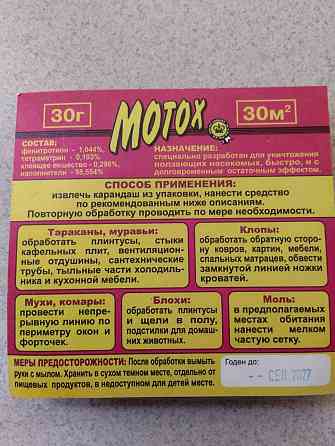 30г
MOTOX
30м²
СОСТАВ:
фенитротион - 1,044%,
тетраметрин - 0,193%,
клеящее вещество - 0,298%,
наполнители - 98,554%
НАЗНАЧЕНИЕ:
специально разработан для уничтожения
ползающих насекомых, быстро, и с
долговременным остаточным эффектом.
СПОСОБ ПРИМЕНЕНИЯ:
извлечь карандаш из упаковки, нанести средство
по рекомендованным ниже описаниям.
Повторную обработку проводить по мере необходимости.
Тараканы, муравьи:
обработать плинтусы, стыки
кафельных плит, вентиляцион-
ные отдушины, сантехнические
трубы, тыльные части холодиль-
ника и кухонной мебели.
Клопы:
обработать обратную сторо-
ну ковров, картин, мебели,
спальных матрацев, обвести
замкнутой линией ножки
кроватей.
Мухи, комары:
провести непре-
рывную линию по
периметру окон и
форточек.
Блохи:
обработать плинтусы
и щели в полу,
подстилки для домаш-
них животных.
Моль:
в предполагаемых
местах обитания
нанести мелком
частую сетку.
МЕРЫ ПРЕДОСТОРОЖНОСТИ: После обработки вымыть
руки с мылом. Хранить в сухом темном месте, отдельно от
пищевых продуктов, в недоступном для детей месте.
Годен до:
-- СЕН 2027